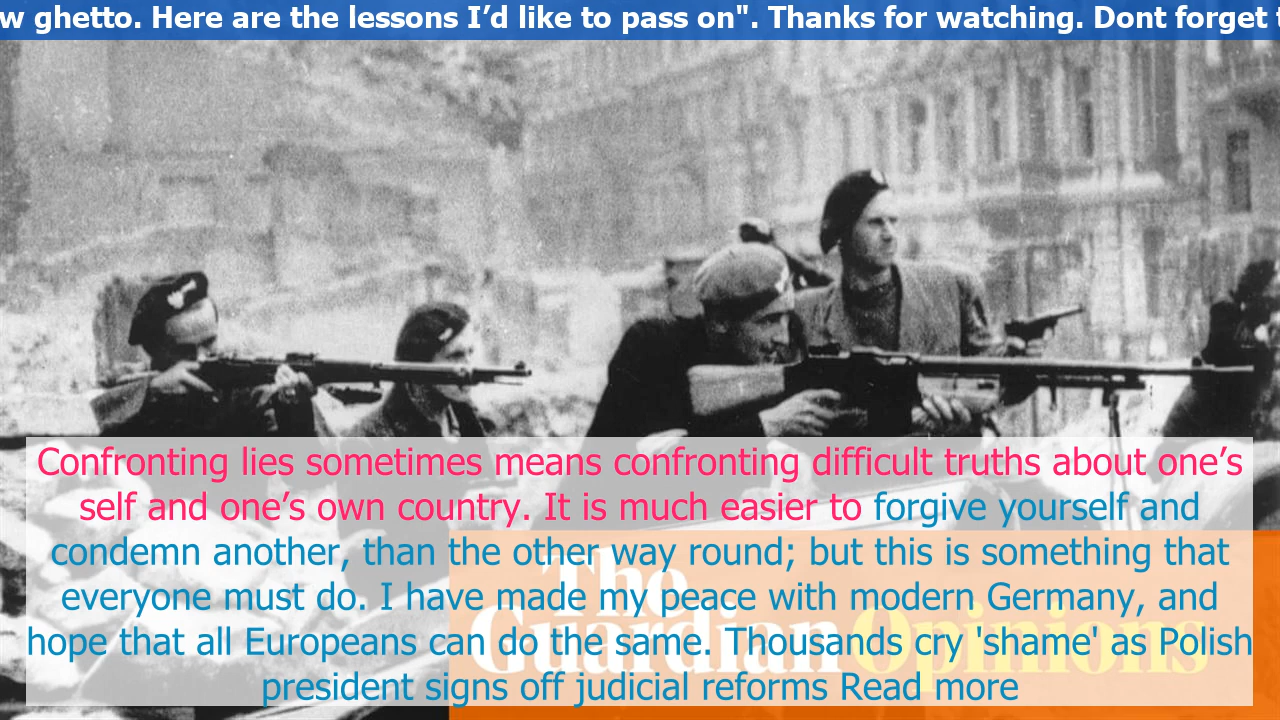 w ghetto. Here are the lessons I’d like to pass on". Thanks for watching. Dont forget t
Confronting lies sometimes means confronting difficult truths about one’s
self and one’s own country. It is much easier to forgive yourself and
condemn another, than the other way round; but this is something that
everyone must do. I have made my peace with modern Germany, and
hope that all Europeans can do the same. Thousands cry 'shame' as Polish
president signs off judicial reforms Read more
The
Guardian Opinions